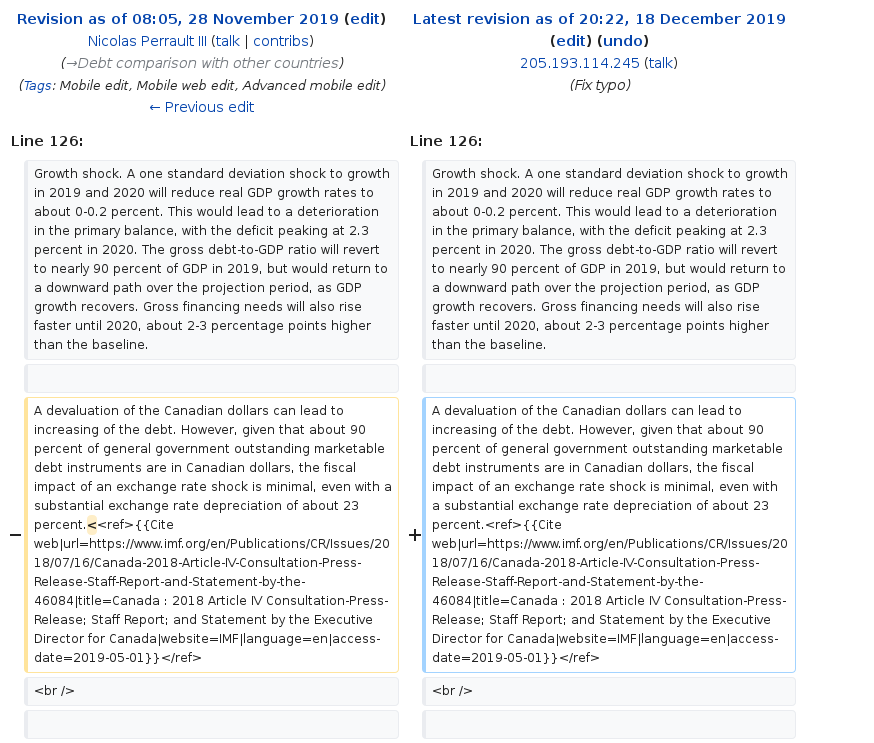 Revision as of 08:05, 28 November 2019 (edit)
Nicolas Perrault III (talk | contribs)
(→Debt comparison with other countries)
(Tags: Mobile edit, Mobile web edit, Advanced mobile edit)
← Previous edit
Latest revision as of 20:22, 18 December 2019
(edit) (undo)
205.193.114.245 (talk)
(Fix typo)
Line 126:
Line 126:
Growth shock. A one standard deviation shock to growth
in 2019 and 2020 will reduce real GDP growth rates to
about 0-0.2 percent. This would lead to a deterioration
in the primary balance, with the deficit peaking at 2.3
percent in 2020. The gross debt-to-GDP ratio will revert
to nearly 90 percent of GDP in 2019, but would return to
a downward path over the projection period, as GDP
growth recovers. Gross financing needs will also rise
faster until 2020, about 2-3 percentage points higher
than the baseline.
Growth shock. A one standard deviation shock to growth
in 2019 and 2020 will reduce real GDP growth rates to
about 0-0.2 percent. This would lead to a deterioration
in the primary balance, with the deficit peaking at 2.3
percent in 2020. The gross debt-to-GDP ratio will revert
to nearly 90 percent of GDP in 2019, but would return to
a downward path over the projection period, as GDP
growth recovers. Gross financing needs will also rise
faster until 2020, about 2-3 percentage points higher
than the baseline.
−
A devaluation of the Canadian dollars can lead to
increasing of the debt. However, given that about 90
percent of general government outstanding marketable
debt instruments are in Canadian dollars, the fiscal
impact of an exchange rate shock is minimal, even with a
substantial exchange rate depreciation of about 23
percent.<<ref>{{Cite
web|url=https://www.imf.org/en/Publications/CR/Issues/20
18/07/16/Canada-2018-Article-IV-Consultation-Press-
Release-Staff-Report-and-Statement-by-the-
46084|title=Canada : 2018 Article IV Consultation-Press-
Release; Staff Report; and Statement by the Executive
Director for Canada|website=IMF|language=en|access-
date=2019-05-01}}</ref>
+
A devaluation of the Canadian dollars can lead to
increasing of the debt. However, given that about 90
percent of general government outstanding marketable
debt instruments are in Canadian dollars, the fiscal
impact of an exchange rate shock is minimal, even with
a substantial exchange rate depreciation of about 23
percent.<ref>{{Cite
web|url=https://www.imf.org/en/Publications/CR/Issues/20
18/07/16/Canada-2018-Article-IV-Consultation-Press-
Release-Staff-Report-and-Statement-by-the-
46084|title=Canada : 2018 Article IV Consultation-Press-
Release; Staff Report; and Statement by the Executive
Director for Canada|website=IMF|language=en|access-
date=2019-05-01}}</ref>
<br />
<br />